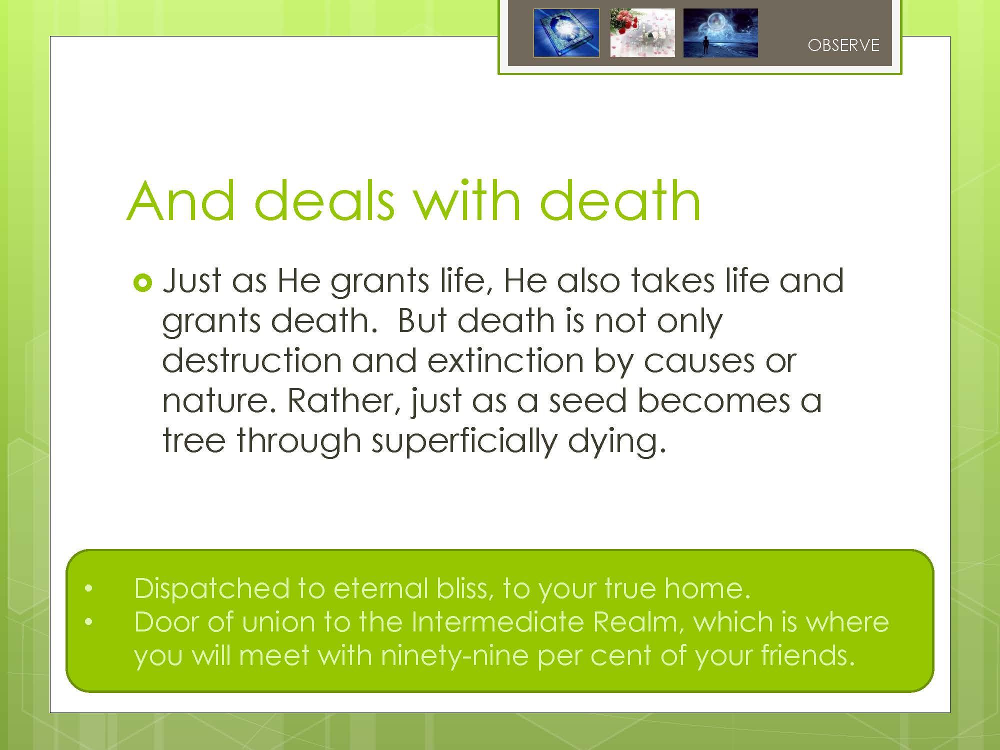 OBSERVE
And deals with death
Just as He grants life, He also takes life and
grants death.  But death is not only
destruction and extinction by causes or
nature. Rather, just as a seed becomes a
tree through superficially dying.
• Dispatched to eternal bliss, to your true home.
• Door of union to the Intermediate Realm, which is where
you will meet with ninety-nine per cent of your friends.